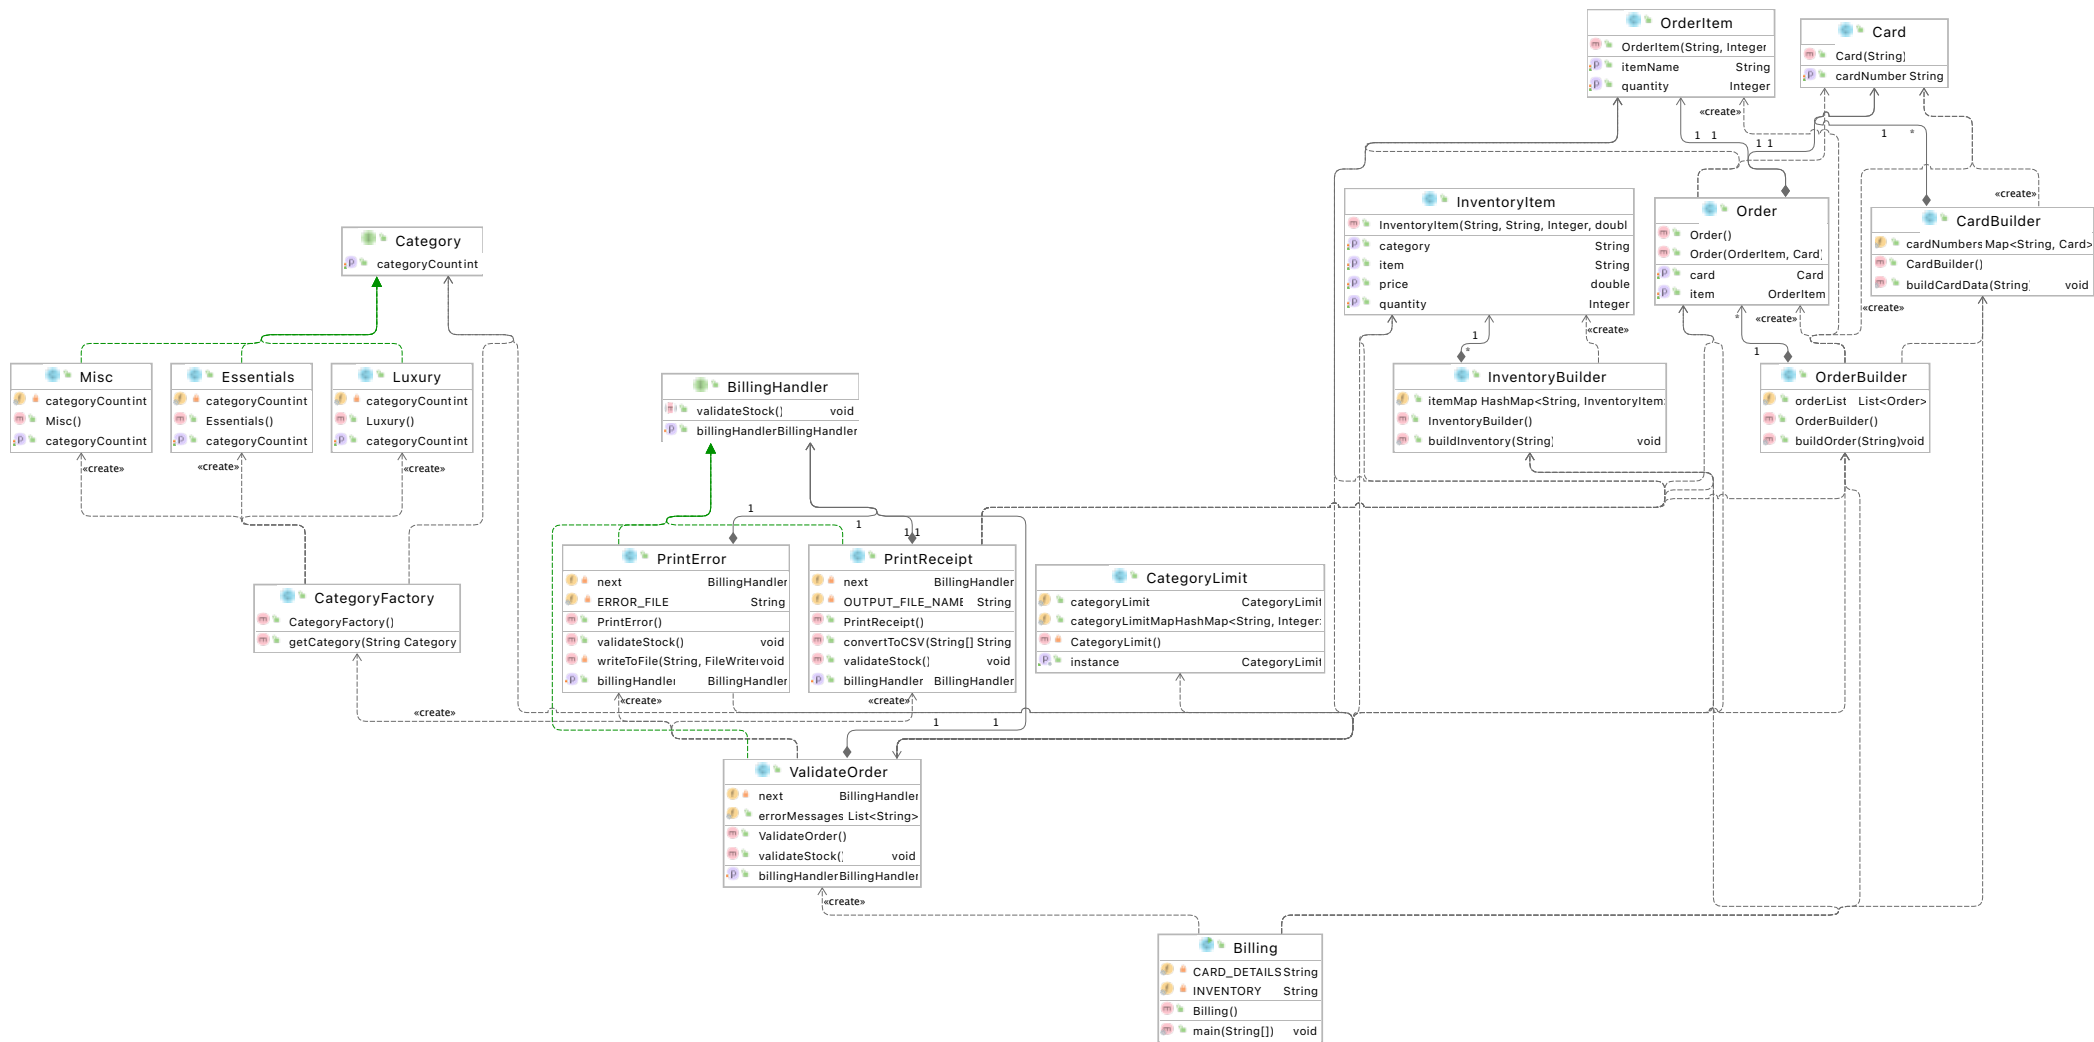 OrderItem
OrderItem(String, Integer
itemName String
quantity Integer
Card
Card(String)
cardNumber String
«create»
1 1
1 1
1 *
«create»
InventoryItem
InventoryItem(String, String, Integer, doubl
category String
item String
price double
quantity Integer
Order
Order()
Order(OrderItem, Card)
card Card
item OrderItem
CardBuilder
cardNumbers Map<String, Card>
CardBuilder()
buildCardData(String) void
Category
categoryCount int
«create»
«create»
«create»
1
*
*
1
Misc
categoryCount int
Misc()
categoryCount int
Essentials
categoryCount int
Essentials()
categoryCount int
Luxury
categoryCount int
Luxury()
categoryCount int
BillingHandler
validateStock() void
billingHandler BillingHandler
InventoryBuilder
itemMap HashMap<String, InventoryItem
InventoryBuilder()
buildInventory(String) void
OrderBuilder
orderList List<Order>
OrderBuilder()
buildOrder(String) void
«create»
«create»
«create»
1
1
1 1
PrintError
next BillingHandler
ERROR_FILE String
PrintError()
validateStock() void
writeToFile(String, FileWriter void
billingHandler BillingHandler
PrintReceipt
next BillingHandler
OUTPUT_FILE_NAME String
PrintReceipt()
convertToCSV(String[] String
validateStock() void
billingHandler BillingHandler
CategoryLimit
categoryLimit CategoryLimit
categoryLimitMap HashMap<String, Integer
CategoryLimit()
instance CategoryLimit
CategoryFactory
CategoryFactory()
getCategory(String Category
«create»
«create»
«create»
1 1
ValidateOrder
next BillingHandler
errorMessages List<String>
ValidateOrder()
validateStock() void
billingHandler BillingHandler
«create»
Billing
CARD_DETAILS String
INVENTORY String
Billing()
main(String[]) void